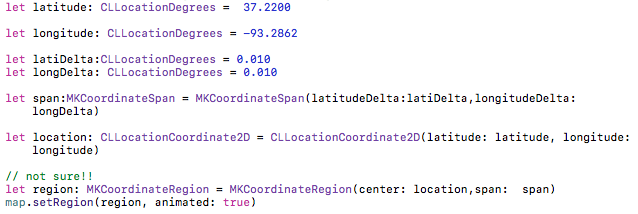 let latitude: CLLocationDegrees =  37.2200
let longitude: CLLocationDegrees = -93.2862
let latiDelta:CLLocationDegrees = 0.010
let longDelta: CLLocationDegrees = 0.010
let span:MKCoordinateSpan = MKCoordinateSpan(latitudeDelta:latiDelta,longitudeDelta:
longDelta)
let location: CLLocationCoordinate2D = CLLocationCoordinate2D(latitude: latitude, longitude:
longitude)
// not sure!!
let region: MKCoordinateRegion = MKCoordinateRegion(center: location,span:  span)
map.setRegion(region, animated: true)